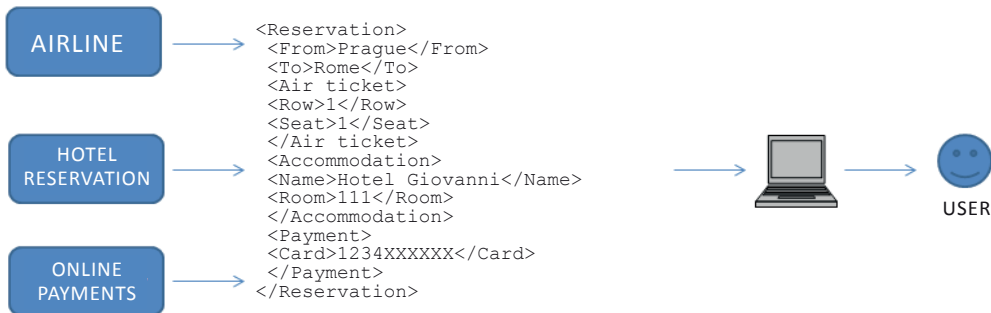 AIRLINE
HOTEL
RESERVATION
ONLINE
PAYMENTS
<Reservation>
<From>Prague</From>
<To>Rome</To>
<Air ticket>
<Row>1</Row>
<Seat>1</Seat>
</Air ticket>
<Accommodation>
<Name>Hotel Giovanni</Name>
<Room>111</Room>
</Accommodation>
<Payment>
<Card>1234XXXXXX</Card>
</Payment>
</Reservation>
USER